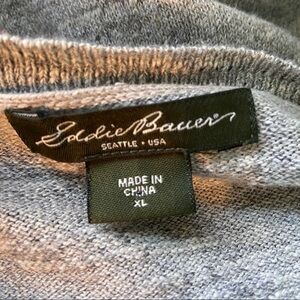 Eddie Bauer
SEATTLE • USA
MADE IN
CHINA
XL